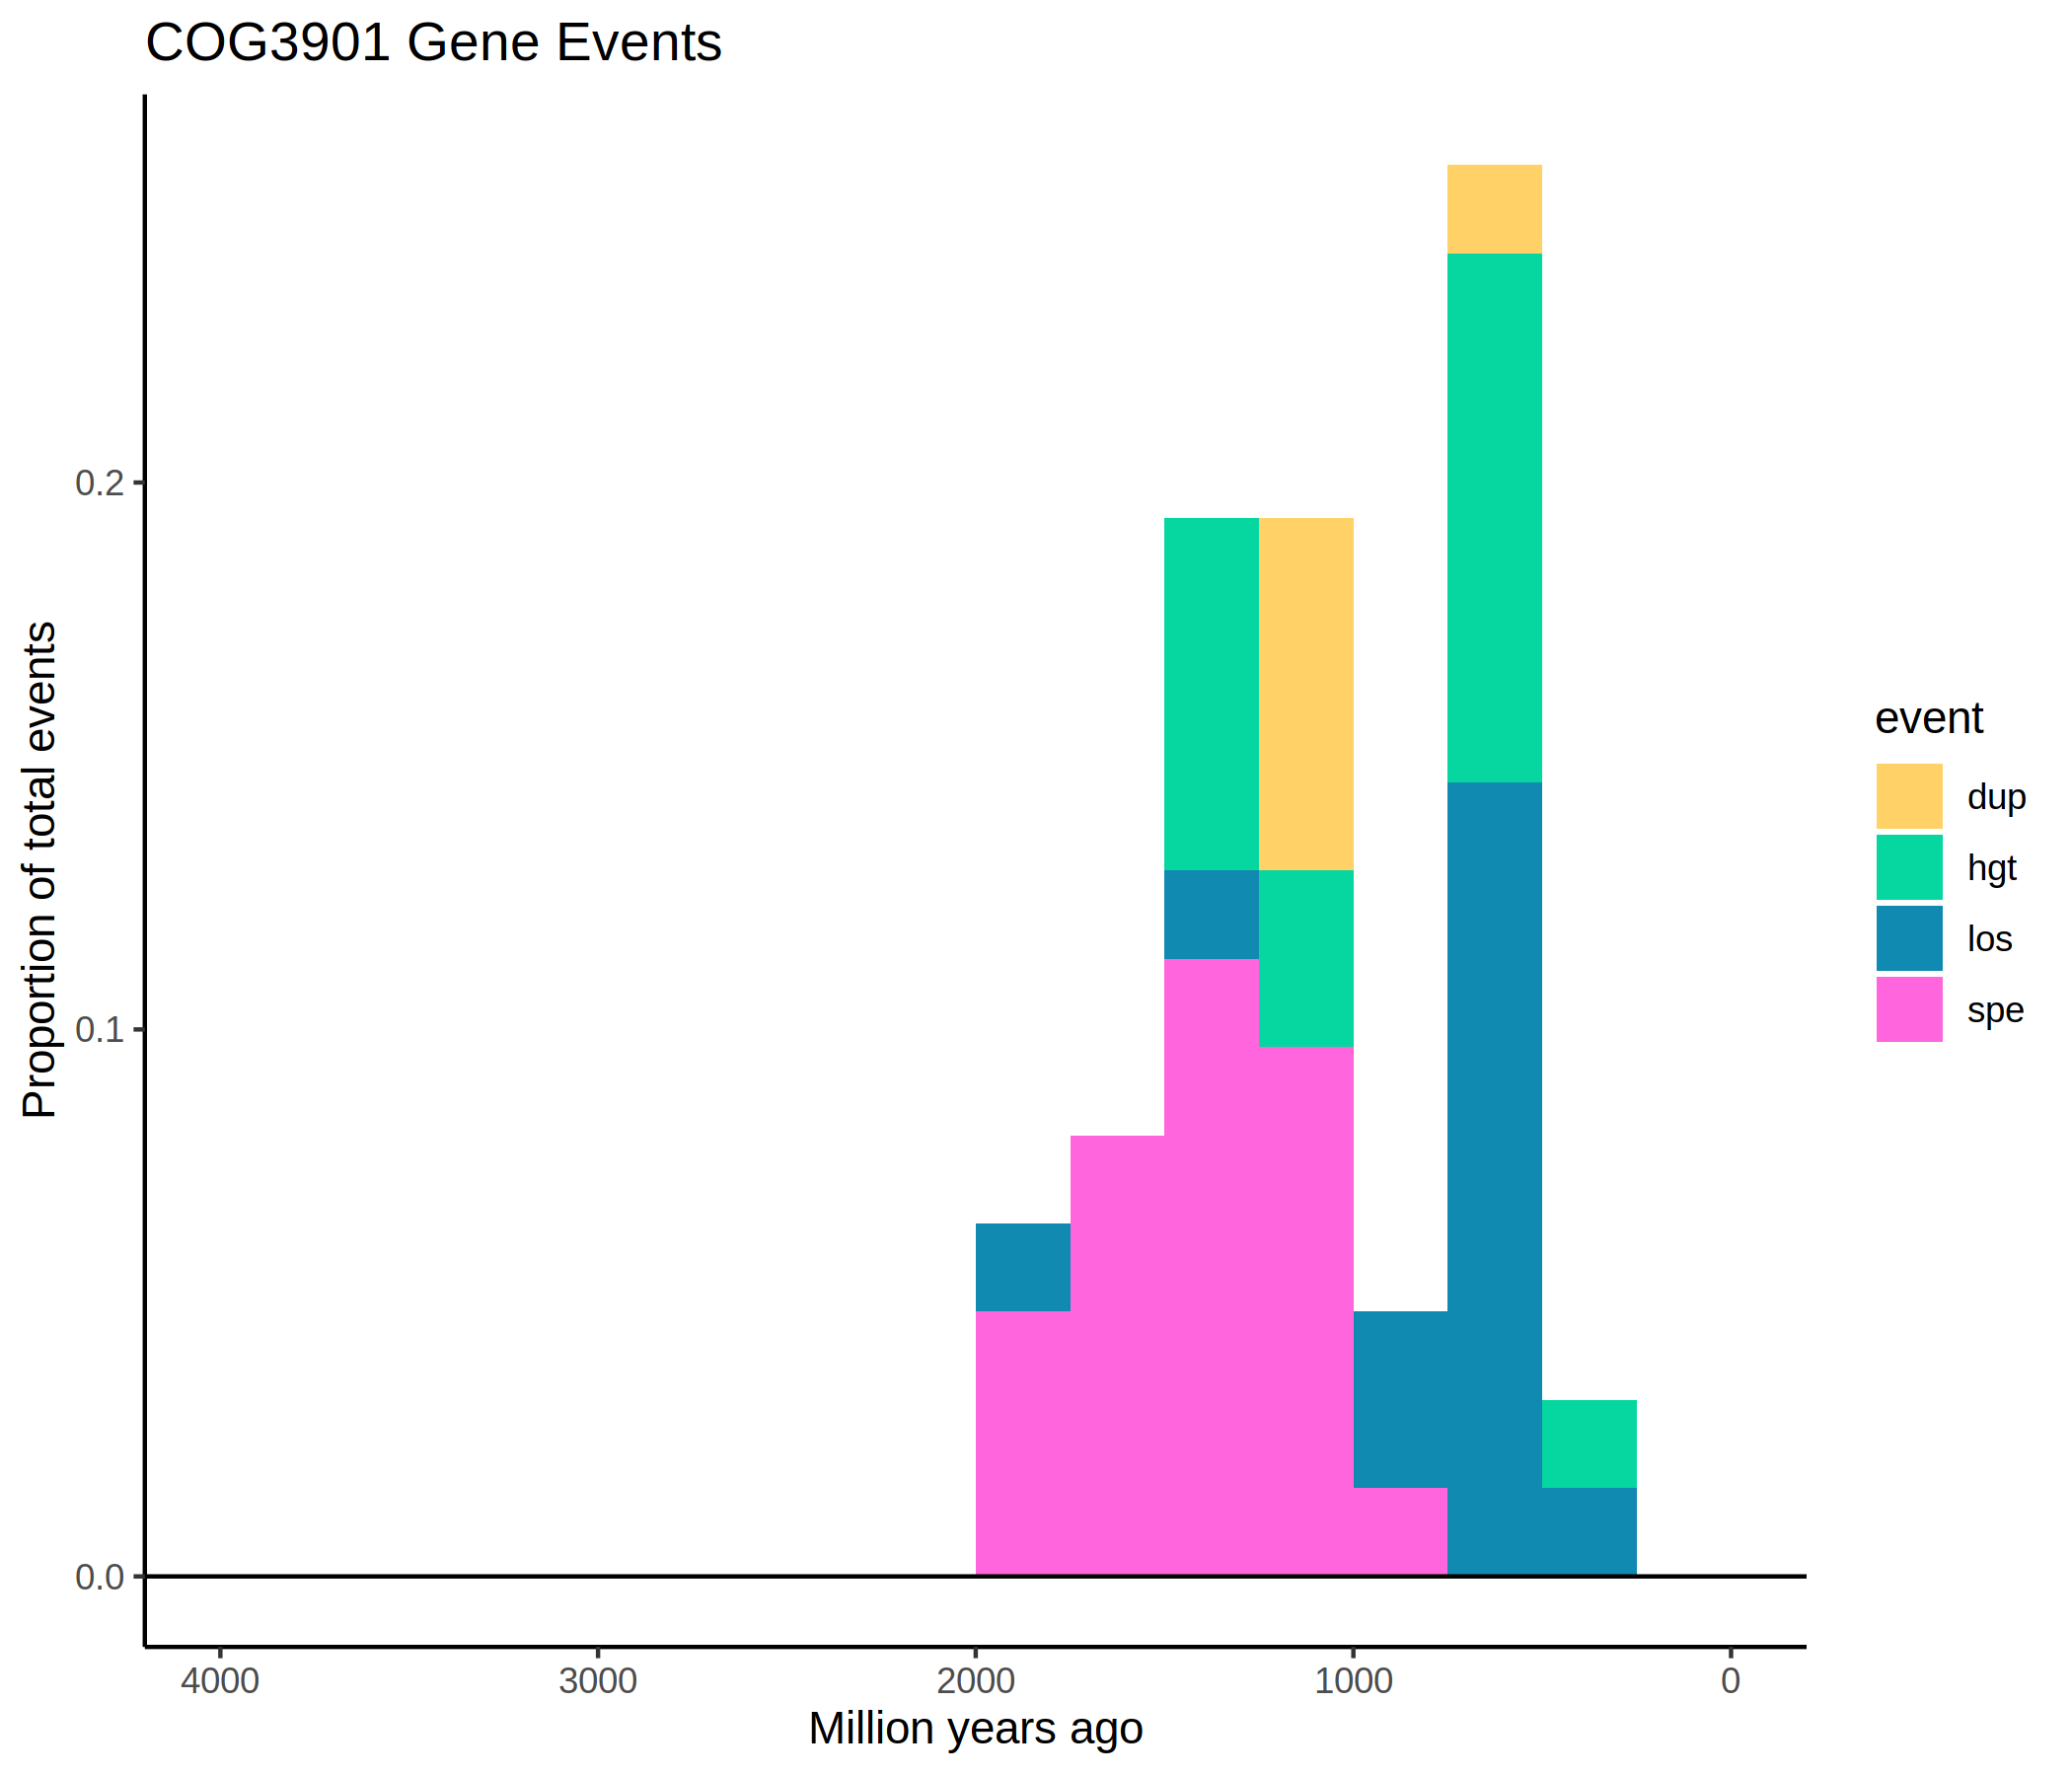 COG3901 Gene Events
Proportion of total events
0.2
0.1
0.0
4000 3000 2000 1000 0
Million years ago
event
dup
hgt
los
spe